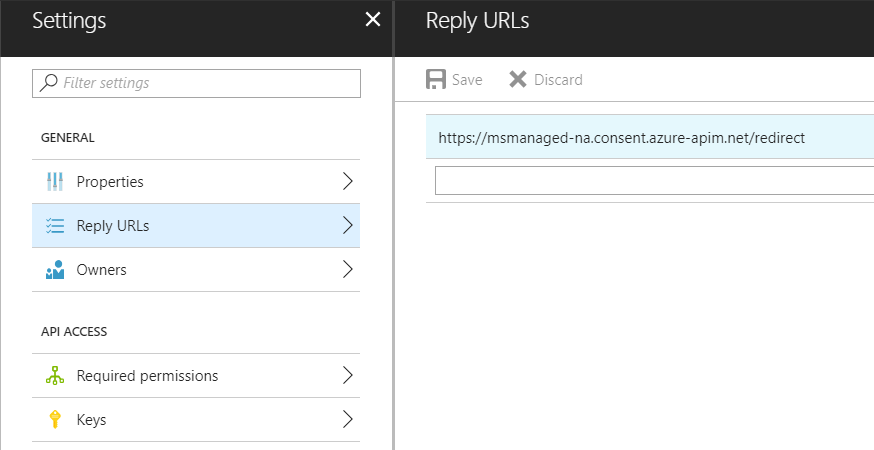 Settings
Filter settings
GENERAL
Properties
Reply URLs
Owners
API ACCESS
Required permissions
Keys
Reply URLs
Save
Discard
https://msmanaged-na.consent.azure-apim.net/redirect